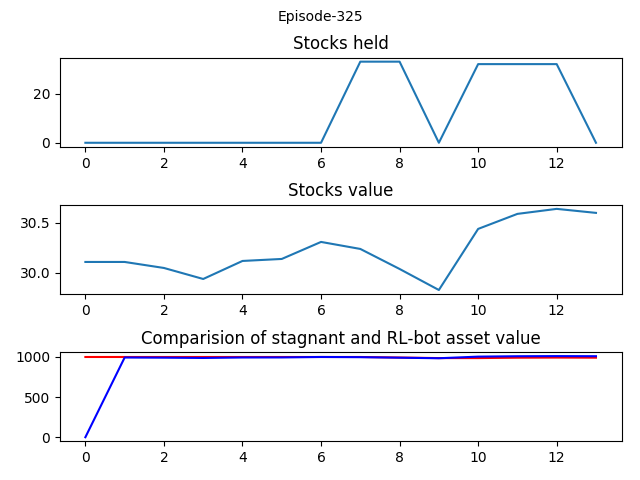 Episode-325
Stocks held
20
0
0 2 4 6 8 10 12
Stocks value
30.5
30.0
0 2 4 6 8 10 12
Comparision of stagnant and RL-bot asset value
1000
500
0
0 2 4 6 8 10 12